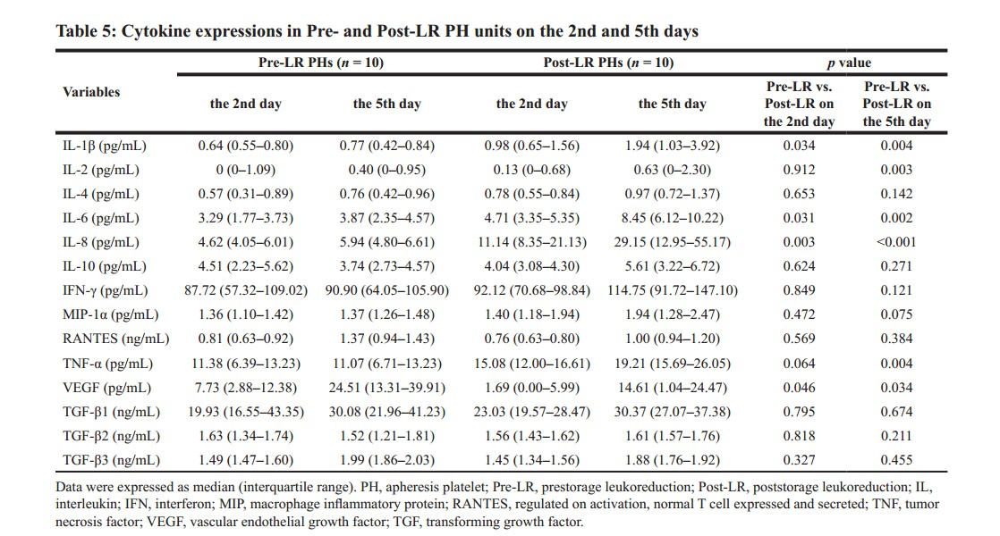 Table 5: Cytokine expressions in Pre- and Post-LR PH units on the 2nd and 5th days
Variables Pre-LR PHs (n = 10) Post-LR PHs (n = 10) p value
the 2nd day the 5th day the 2nd day the 5th day Pre-LR vs. Post-LR on the 2nd day Pre-LR vs. Post-LR on the 5th day
IL-1β (pg/mL) 0.64 (0.55–0.80) 0.77 (0.42–0.84) 0.98 (0.65–1.56) 1.94 (1.03–3.92) 0.034 0.004
IL-2 (pg/mL) 0 (0–1.09) 0.40 (0–0.95) 0.13 (0–0.68) 0.63 (0–2.30) 0.912 0.003
IL-4 (pg/mL) 0.57 (0.31–0.89) 0.76 (0.42–0.96) 0.78 (0.55–0.84) 0.97 (0.72–1.37) 0.653 0.142
IL-6 (pg/mL) 3.29 (1.77–3.73) 3.87 (2.35–4.57) 4.71 (3.35–5.35) 8.45 (6.12–10.22) 0.031 0.002
IL-8 (pg/mL) 4.62 (4.05–6.01) 5.94 (4.80–6.61) 11.14 (8.35–21.13) 29.15 (12.95–55.17) 0.003 <0.001
IL-10 (pg/mL) 4.51 (2.23–5.62) 3.74 (2.73–4.57) 4.04 (3.08–4.30) 5.61 (3.22–6.72) 0.624 0.271
IFN-γ (pg/mL) 87.72 (57.32–109.02) 90.90 (64.05–105.90) 92.12 (70.68–98.84) 114.75 (91.72–147.10) 0.849 0.121
MIP-1α (pg/mL) 1.36 (1.10–1.42) 1.37 (1.26–1.48) 1.40 (1.18–1.94) 1.94 (1.28–2.47) 0.472 0.075
RANTES (ng/mL) 0.81 (0.63–0.92) 1.37 (0.94–1.43) 0.76 (0.63–0.80) 1.00 (0.94–1.20) 0.569 0.384
TNF-α (pg/mL) 11.38 (6.39–13.23) 11.07 (6.71–13.23) 15.08 (12.00–16.61) 19.21 (15.69–26.05) 0.064 0.004
VEGF (pg/mL) 7.73 (2.88–12.38) 24.51 (13.31–39.91) 1.69 (0.00–5.99) 14.61 (1.04–24.47) 0.046 0.034
TGF-β1 (ng/mL) 19.93 (16.55–43.35) 30.08 (21.96–41.23) 23.03 (19.57–28.47) 30.37 (27.07–37.38) 0.795 0.674
TGF-β2 (ng/mL) 1.63 (1.34–1.74) 1.52 (1.21–1.81) 1.56 (1.43–1.62) 1.61 (1.57–1.76) 0.818 0.211
TGF-β3 (ng/mL) 1.49 (1.47–1.60) 1.99 (1.86–2.03) 1.45 (1.34–1.56) 1.88 (1.76–1.92) 0.327 0.455
Data were expressed as median (interquartile range). PH, apheresis platelet; Pre-LR, prestorage leukoreduction; Post-LR, poststorage leukoreduction; IL,
interleukin; IFN, interferon; MIP, macrophage inflammatory protein; RANTES, regulated on activation, normal T cell expressed and secreted; TNF, tumor
necrosis factor; VEGF, vascular endothelial growth factor; TGF, transforming growth factor.